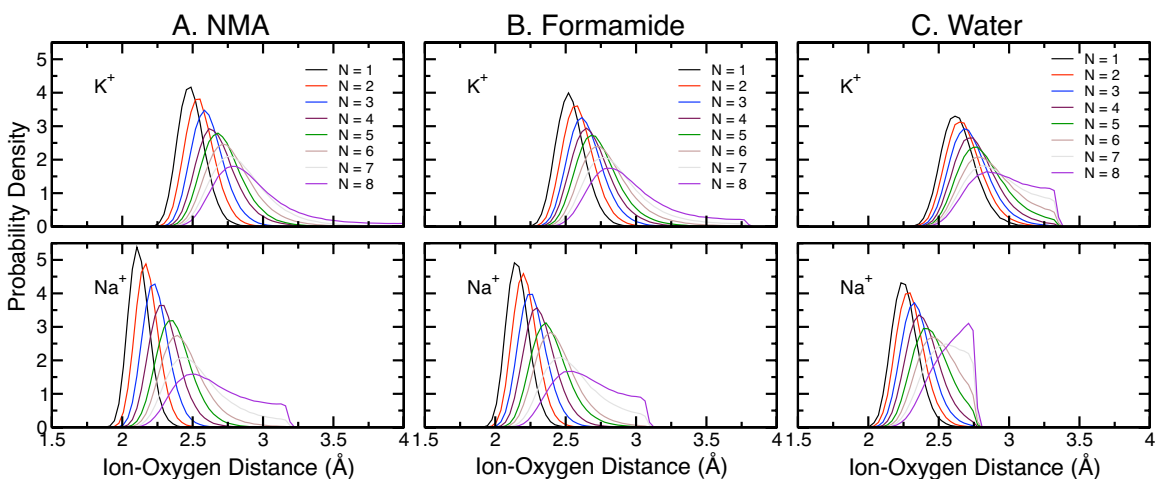 A. NMA
B. Formamide
C. Water
Probability Density
5
4
3
2
1
0
K+
N = 1
N = 2
N = 3
N = 4
N = 5
N = 6
N = 7
N = 8
K+
N = 1
N = 2
N = 3
N = 4
N = 5
N = 6
N = 7
N = 8
K+
N = 1
N = 2
N = 3
N = 4
N = 5
N = 6
N = 7
N = 8
5
4
3
2
1
0
Na+
Na+
Na+
1.5 2 2.5 3 3.5 4
1.5 2 2.5 3 3.5 4
1.5 2 2.5 3 3.5 4
Ion-Oxygen Distance (Å)
Ion-Oxygen Distance (Å)
Ion-Oxygen Distance (Å)